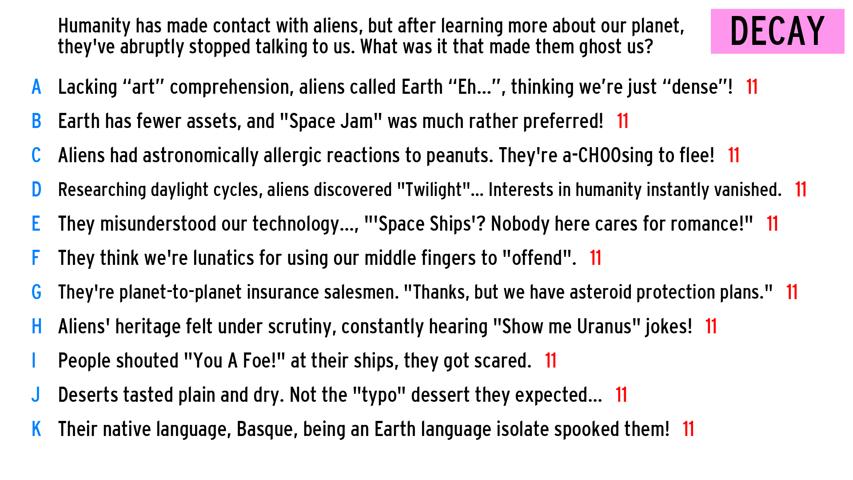 Humanity has made contact with aliens, but after learning more about our planet,
they've abruptly stopped talking to us. What was it that made them ghost us?
DECAY
A Lacking “art” comprehension, aliens called Earth “Eh...”, thinking we’re just “dense”! 11
B Earth has fewer assets, and "Space Jam" was much rather preferred! 11
C Aliens had astronomically allergic reactions to peanuts. They're a-CHOOsing to flee! 11
D Researching daylight cycles, aliens discovered "Twilight"... Interests in humanity instantly vanished. 11
E They misunderstood our technology..., "'Space Ships'? Nobody here cares for romance!" 11
F They think we're lunatics for using our middle fingers to "offend". 11
G They're planet-to-planet insurance salesmen. "Thanks, but we have asteroid protection plans." 11
H Aliens' heritage felt under scrutiny, constantly hearing "Show me Uranus" jokes! 11
I People shouted "You A Foe!" at their ships, they got scared. 11
J Deserts tasted plain and dry. Not the "typo" dessert they expected... 11
K Their native language, Basque, being an Earth language isolate spooked them! 11